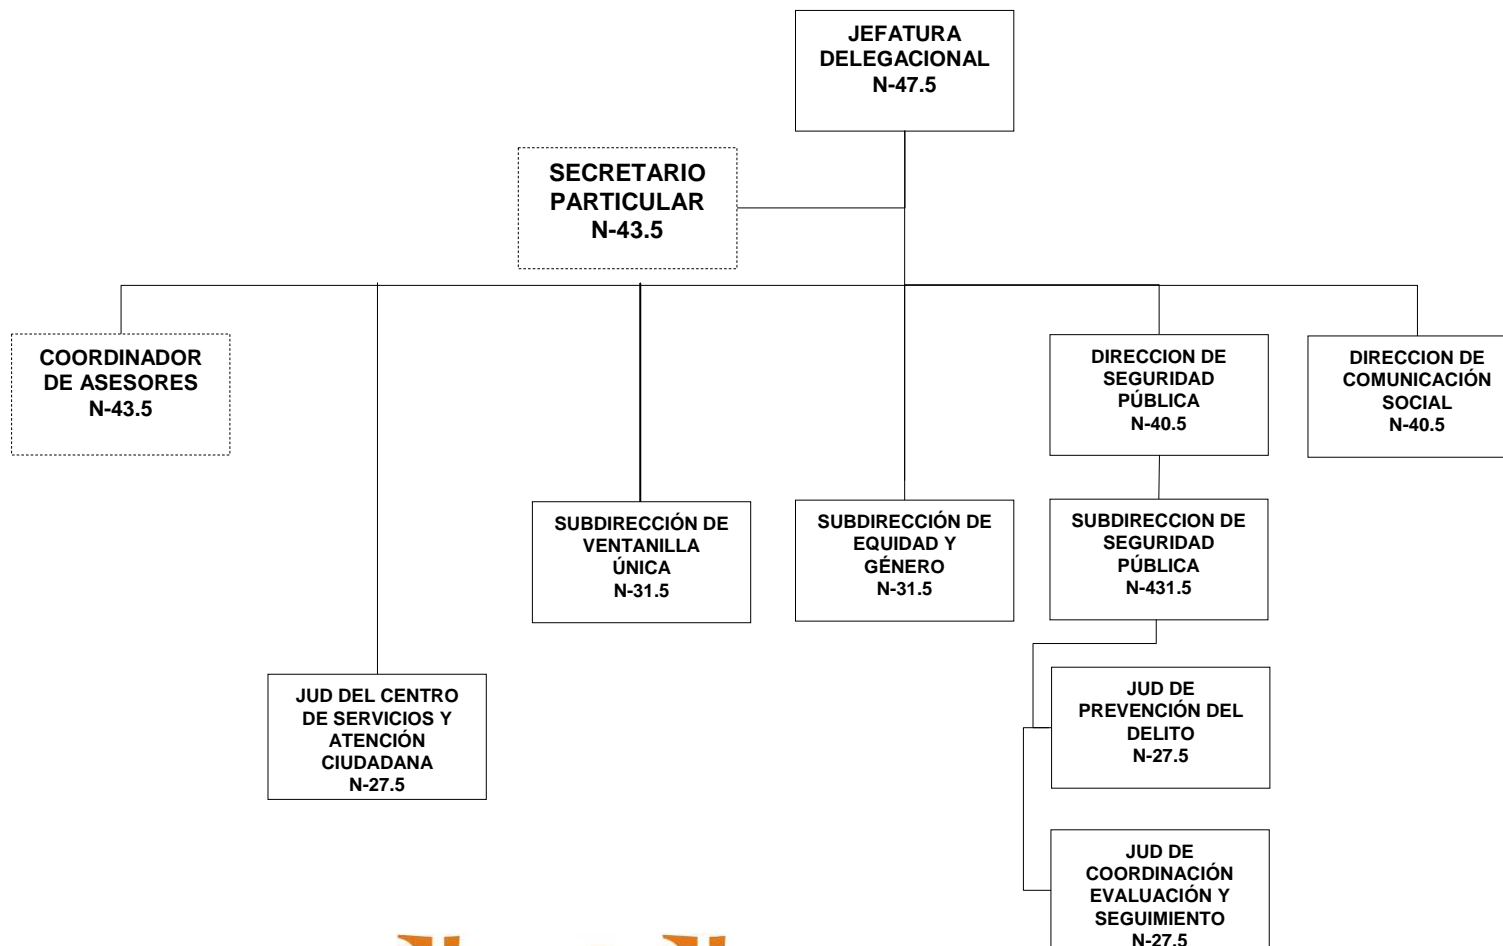 JEFATURA
DELEGACIONAL
N-47.5
SECRETARIO
PARTICULAR
N-43.5
COORDINADOR
DE ASESORES
N-43.5
DIRECCION DE
SEGURIDAD
PÚBLICA
N-40.5
DIRECCION DE
COMUNICACIÓN
SOCIAL
N-40.5
SUBDIRECCIÓN DE
VENTANILLA
ÚNICA
N-31.5
SUBDIRECCIÓN DE
EQUIDAD Y
GÉNERO
N-31.5
SUBDIRECCION DE
SEGURIDAD
PÚBLICA
N-431.5
JUD DEL CENTRO
DE SERVICIOS Y
ATENCIÓN
CIUDADANA
N-27.5
JUD DE
PREVENCIÓN DEL
DELITO
N-27.5
JUD DE
COORDINACIÓN
EVALUACIÓN Y
SEGUIMIENTO
N-27.5